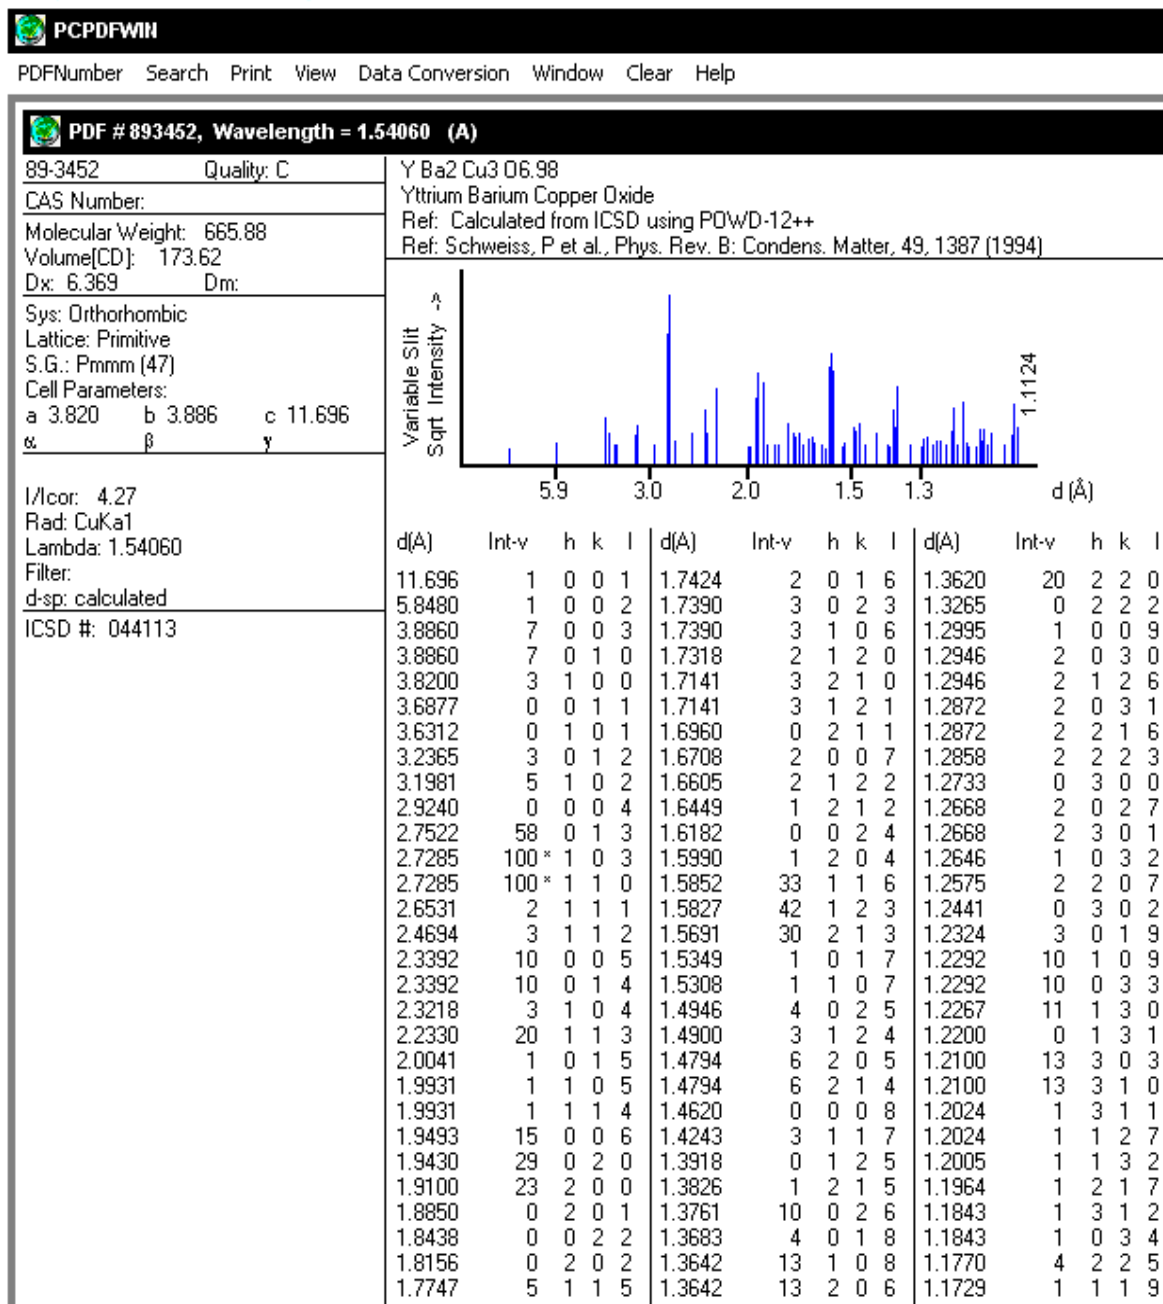 PCPDFWIN
PDFNumber Search Print View Data Conversion Window Clear Help
PDF # 893452, Wavelength = 1.54060 (A)
89-3452 Quality: C
CAS Number:
Molecular Weight: 665.88
Volume[CD]: 173.62
Dx: 6.369 Dm:
Sys: Orthorhombic
Lattice: Primitive
S.G.: Pmmm (47)
Cell Parameters:
a 3.820 b 3.886 c 11.696
α β γ
I/Icor: 4.27
Rad: CuKa1
Lambda: 1.54060
Filter:
d-sp: calculated
ICSD #: 044113
Y Ba2 Cu3 O6.98
Yttrium Barium Copper Oxide
Ref: Calculated from ICSD using POWD-12++
Ref: Schweiss, P et al., Phys. Rev. B: Condens. Matter, 49, 1387 (1994)
Variable Slit
Sqrt Intensity ->
1.1124
5.9 3.0 2.0 1.5 1.3 d (Å)
d(A) Int-v h k l d(A) Int-v h k l d(A) Int-v h k l
11.696 1 0 0 1 1.7424 2 0 1 6 1.3620 20 2 2 0
5.8480 1 0 0 2 1.7390 3 0 2 3 1.3265 0 2 2 2
3.8860 7 0 0 3 1.7390 3 1 0 6 1.2995 1 0 0 9
3.8860 7 0 1 0 1.7318 2 1 2 0 1.2946 2 0 3 0
3.8200 3 1 0 0 1.7141 3 2 1 0 1.2946 2 1 2 6
3.6877 0 0 1 1 1.7141 3 1 2 1 1.2872 2 0 3 1
3.6312 0 1 0 1 1.6960 0 2 1 1 1.2872 2 2 1 6
3.2365 3 0 1 2 1.6708 2 0 0 7 1.2858 2 2 2 3
3.1981 5 1 0 2 1.6605 2 1 2 2 1.2733 0 3 0 0
2.9240 0 0 0 4 1.6449 1 2 1 2 1.2668 2 0 2 7
2.7522 58 0 1 3 1.6182 0 0 2 4 1.2668 2 3 0 1
2.7285 100 * 1 0 3 1.5990 1 2 0 4 1.2646 1 0 3 2
2.7285 100 * 1 1 0 1.5852 33 1 1 6 1.2575 2 2 0 7
2.6531 2 1 1 1 1.5827 42 1 2 3 1.2441 0 3 0 2
2.4694 3 1 1 2 1.5691 30 2 1 3 1.2324 3 0 1 9
2.3392 10 0 0 5 1.5349 1 0 1 7 1.2292 10 1 0 9
2.3392 10 0 1 4 1.5308 1 1 0 7 1.2292 10 0 3 3
2.3218 3 1 0 4 1.4946 4 0 2 5 1.2267 11 1 3 0
2.2330 20 1 1 3 1.4900 3 1 2 4 1.2200 0 1 3 1
2.0041 1 0 1 5 1.4794 6 2 0 5 1.2100 13 3 0 3
1.9931 1 1 0 5 1.4794 6 2 1 4 1.2100 13 3 1 0
1.9931 1 1 1 4 1.4620 0 0 0 8 1.2024 1 3 1 1
1.9493 15 0 0 6 1.4243 3 1 1 7 1.2024 1 1 2 7
1.9430 29 0 2 0 1.3918 0 1 2 5 1.2005 1 1 3 2
1.9100 23 2 0 0 1.3826 1 2 1 5 1.1964 1 2 1 7
1.8850 0 2 0 1 1.3761 10 0 2 6 1.1843 1 3 1 2
1.8438 0 0 2 2 1.3683 4 0 1 8 1.1843 1 0 3 4
1.8156 0 2 0 2 1.3642 13 1 0 8 1.1770 4 2 2 5
1.7747 5 1 1 5 1.3642 13 2 0 6 1.1729 1 1 1 9